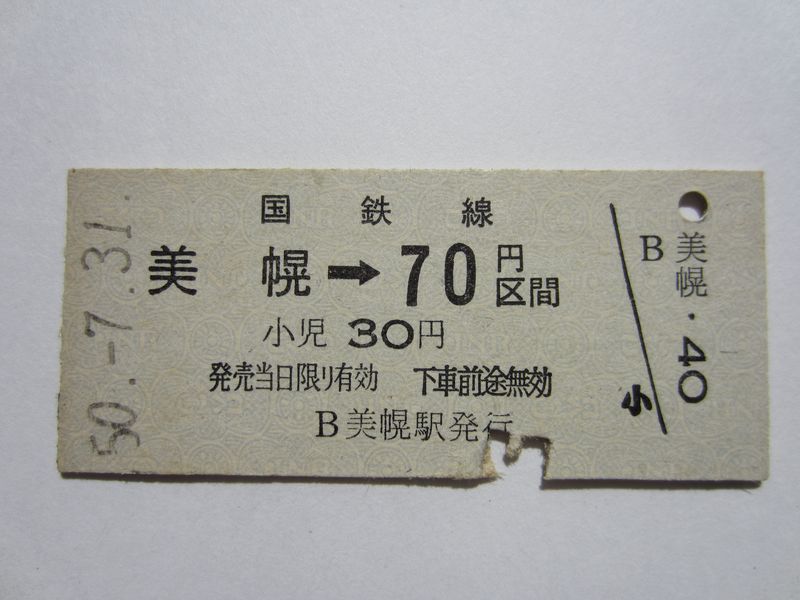 国鉄線
美幌➡70円区間
小児 30円
発売当日限り有効 下車前途無効
B美幌駅発行
50.-7.31.
B 美幌・40
小